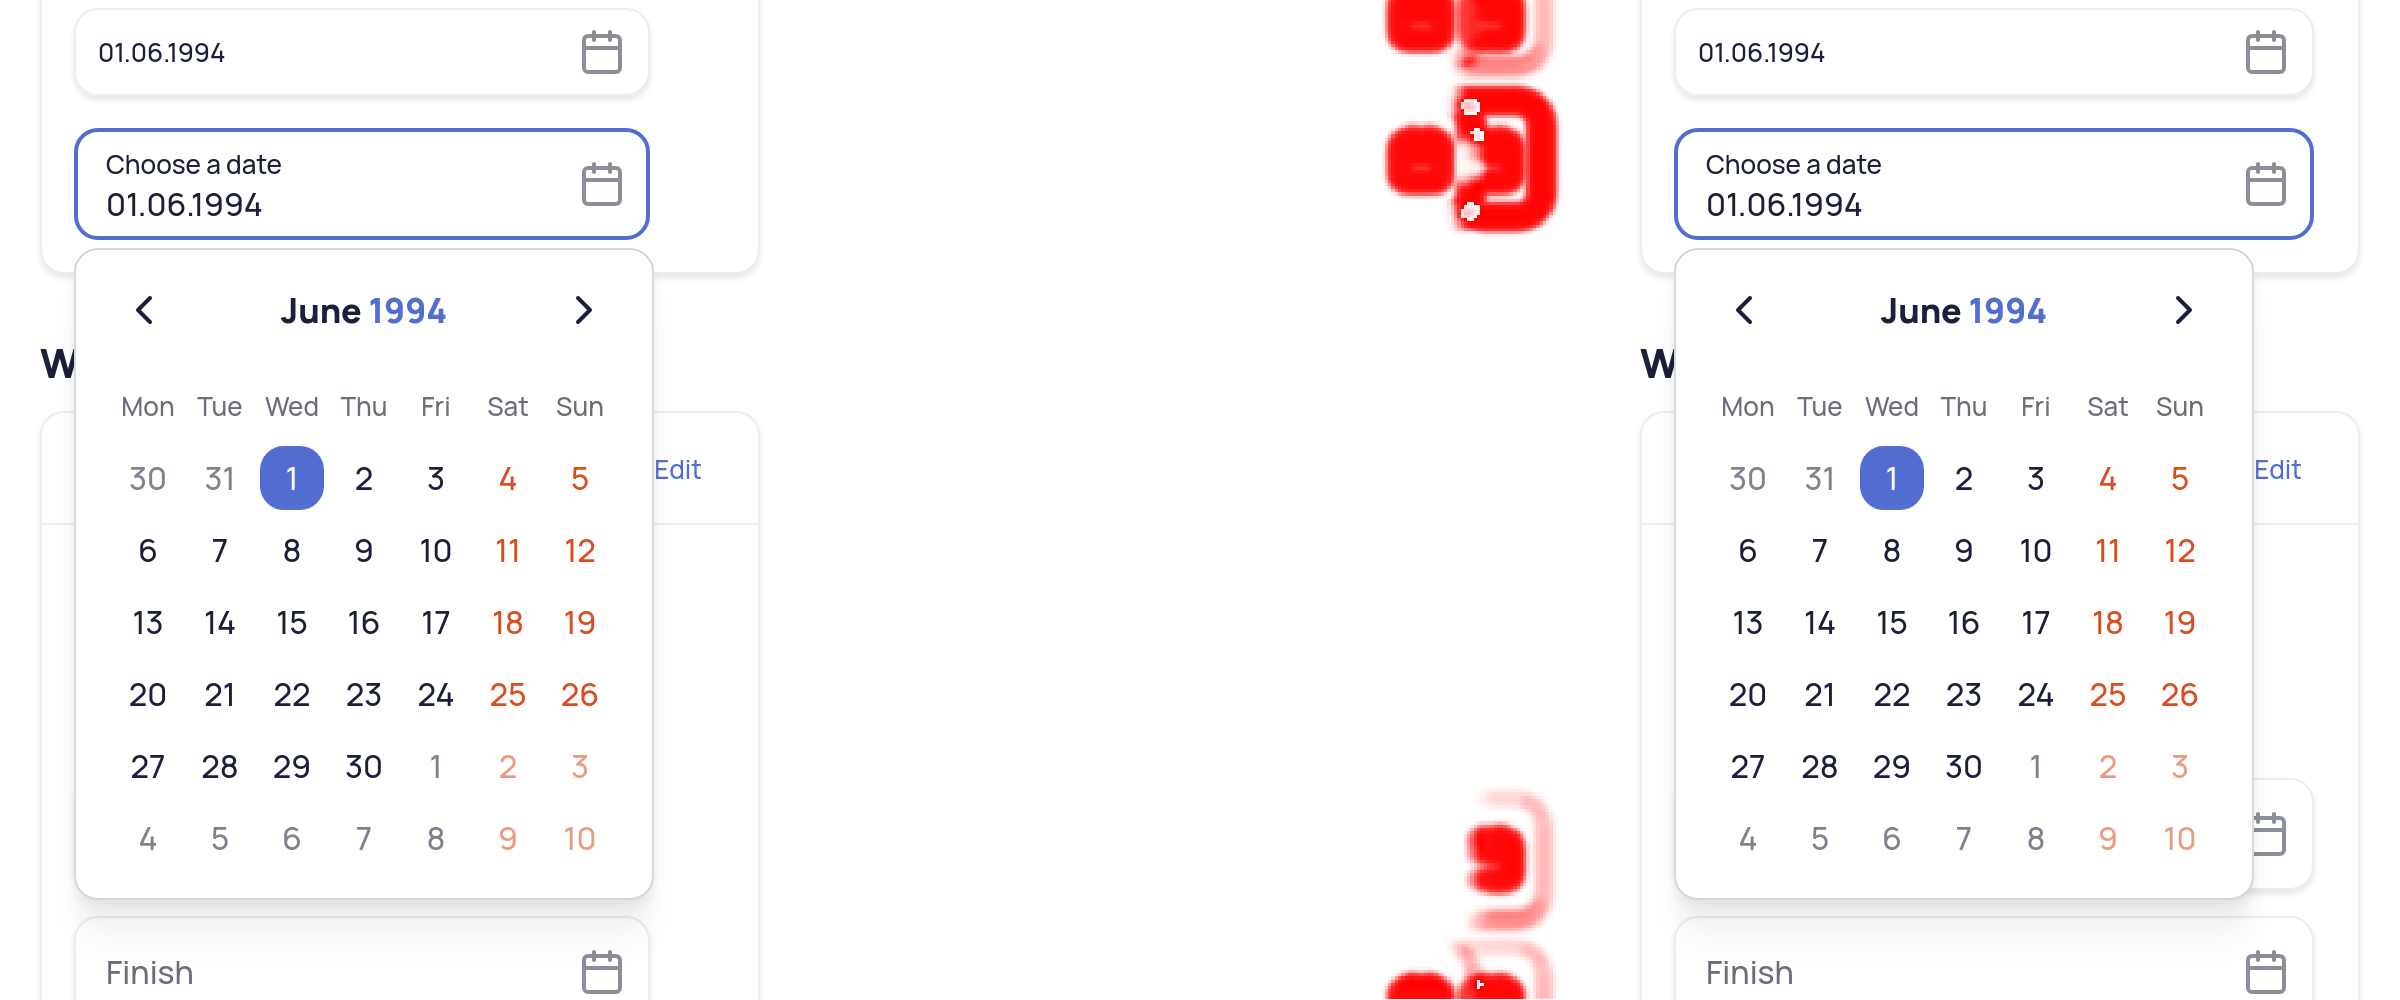 01.06.1994
Choose a date
01.06.1994
June 1994
W
Mon Tue Wed Thu Fri Sat Sun
Edit
30 31 1 2 3 4 5
6 7 8 9 10 11 12
13 14 15 16 17 18 19
20 21 22 23 24 25 26
27 28 29 30 1 2 3
4 5 6 7 8 9 10
Finish
01.06.1994
Choose a date
01.06.1994
June 1994
W
Mon Tue Wed Thu Fri Sat Sun
Edit
30 31 1 2 3 4 5
6 7 8 9 10 11 12
13 14 15 16 17 18 19
20 21 22 23 24 25 26
27 28 29 30 1 2 3
4 5 6 7 8 9 10
Finish